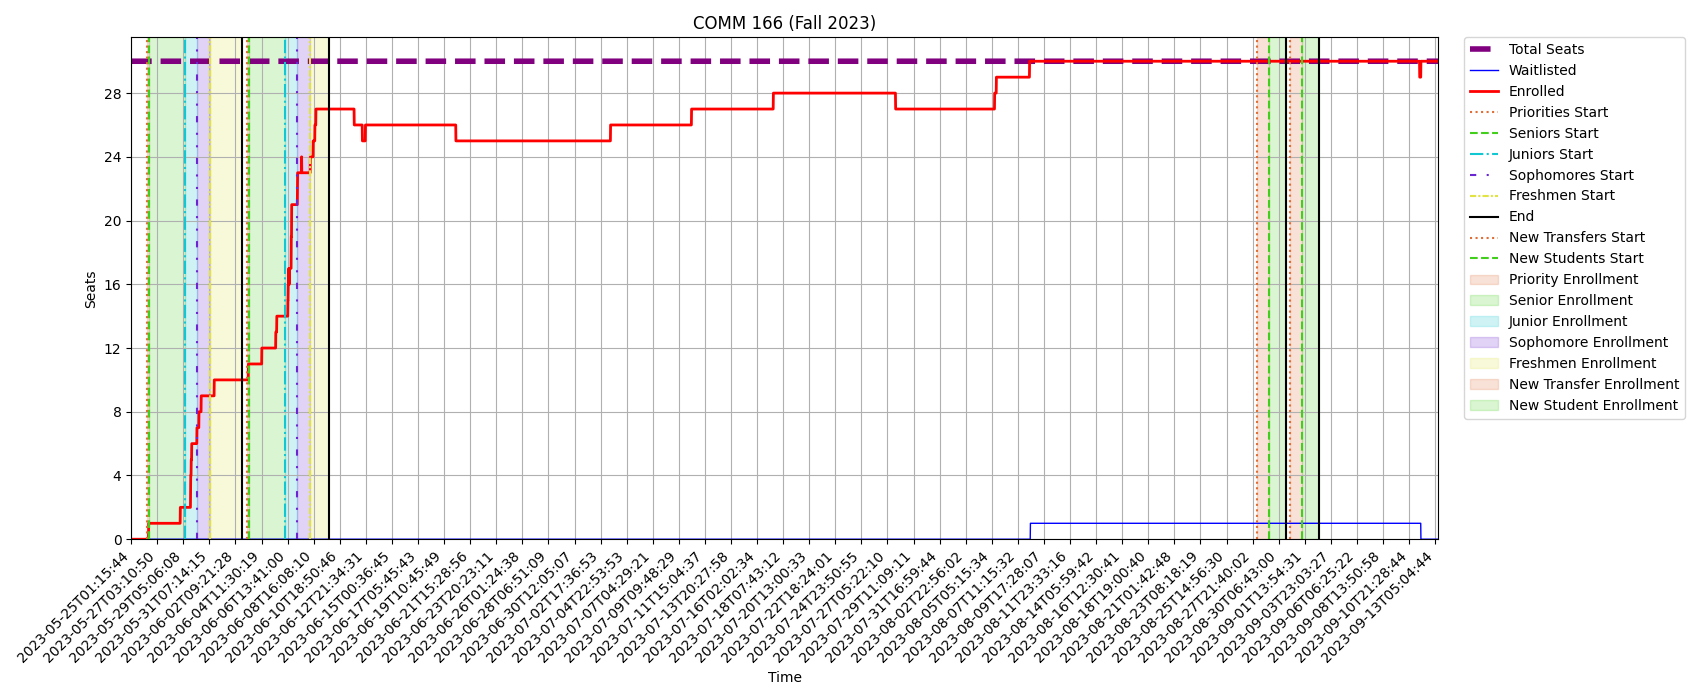 COMM 166 (Fall 2023)
Total Seats
Waitlisted
Enrolled
Priorities Start
Seniors Start
Juniors Start
Sophomores Start
Freshmen Start
End
New Transfers Start
New Students Start
Priority Enrollment
Senior Enrollment
Junior Enrollment
Sophomore Enrollment
Freshmen Enrollment
New Transfer Enrollment
New Student Enrollment
Seats
28
24
20
16
12
8
4
0
2023-05-25T01:15:44
2023-05-27T03:10:50
2023-05-29T05:06:08
2023-05-31T07:14:15
2023-06-02T09:21:28
2023-06-04T11:30:19
2023-06-06T13:41:00
2023-06-08T16:08:10
2023-06-10T18:50:46
2023-06-12T21:34:31
2023-06-15T00:36:45
2023-06-17T05:45:43
2023-06-19T10:45:49
2023-06-21T15:28:56
2023-06-23T20:23:11
2023-06-26T01:24:38
2023-06-28T06:51:09
2023-06-30T12:05:07
2023-07-02T17:36:53
2023-07-04T22:53:53
2023-07-07T04:29:21
2023-07-09T09:48:29
2023-07-11T15:04:37
2023-07-13T20:27:58
2023-07-16T02:02:34
2023-07-18T07:43:12
2023-07-20T13:00:33
2023-07-22T18:24:01
2023-07-24T23:50:55
2023-07-27T05:22:10
2023-07-29T11:09:11
2023-07-31T16:59:44
2023-08-02T22:56:02
2023-08-05T05:15:34
2023-08-07T11:15:32
2023-08-09T17:28:07
2023-08-11T23:33:16
2023-08-14T05:59:42
2023-08-16T12:30:41
2023-08-18T19:00:40
2023-08-21T01:42:48
2023-08-23T08:18:19
2023-08-25T14:56:30
2023-08-27T21:40:02
2023-08-30T06:43:00
2023-09-01T13:54:31
2023-09-03T23:03:27
2023-09-06T06:25:22
2023-09-08T13:50:58
2023-09-10T21:28:44
2023-09-13T05:04:44
Time